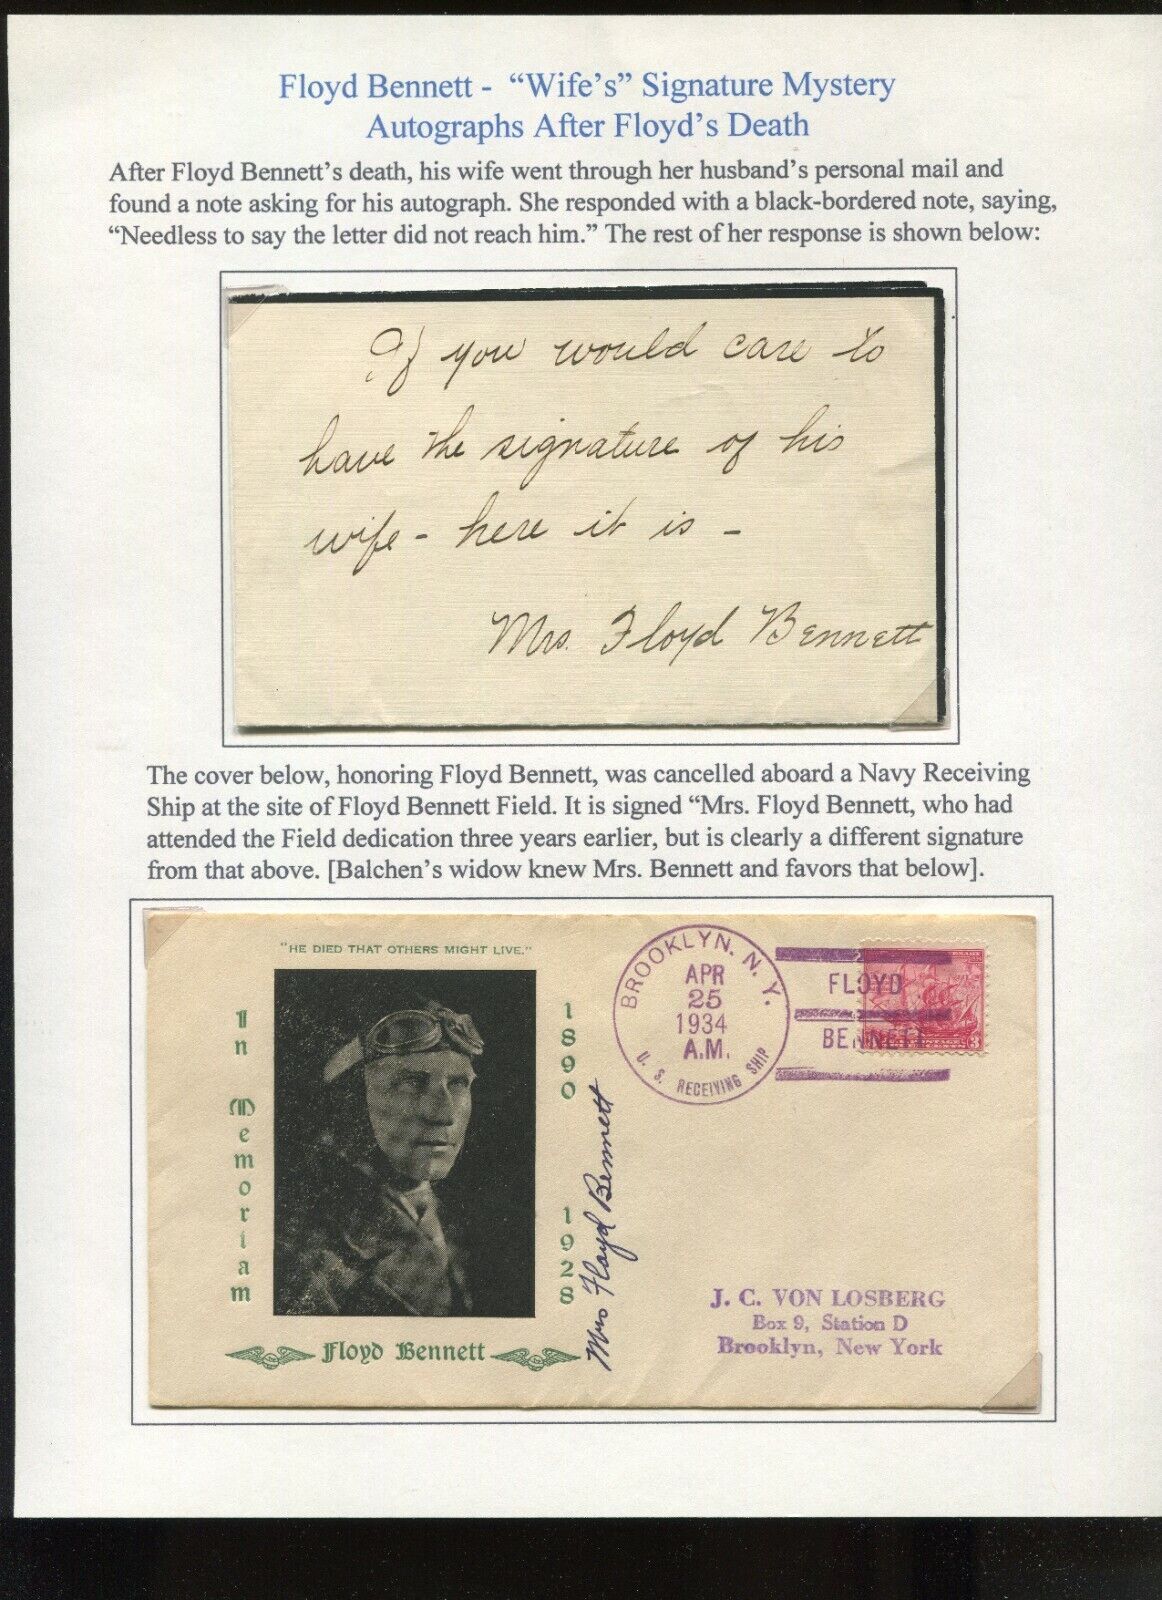 Floyd Bennett - “Wife’s” Signature Mystery
Autographs After Floyd’s Death
After Floyd Bennett’s death, his wife went through her husband’s personal mail and
found a note asking for his autograph. She responded with a black-bordered note, saying,
“Needless to say the letter did not reach him.” The rest of her response is shown below:
If you would care to
have the signature of his
wife - here it is -
Mrs. Floyd Bennett
The cover below, honoring Floyd Bennett, was cancelled aboard a Navy Receiving
Ship at the site of Floyd Bennett Field. It is signed “Mrs. Floyd Bennett, who had
attended the Field dedication three years earlier, but is clearly a different signature
from that above. [Balchen’s widow knew Mrs. Bennett and favors that below].
"HE DIED THAT OTHERS MIGHT LIVE."
In Memoriam
1890
1928
Floyd Bennett
Mrs Floyd Bennett
BROOKLYN, N.Y.
APR
25
1934
A.M.
U. S. RECEIVING SHIP
FLOYD
BENNETT
3
J. C. VON LOSBERG
Box 9, Station D
Brooklyn, New York